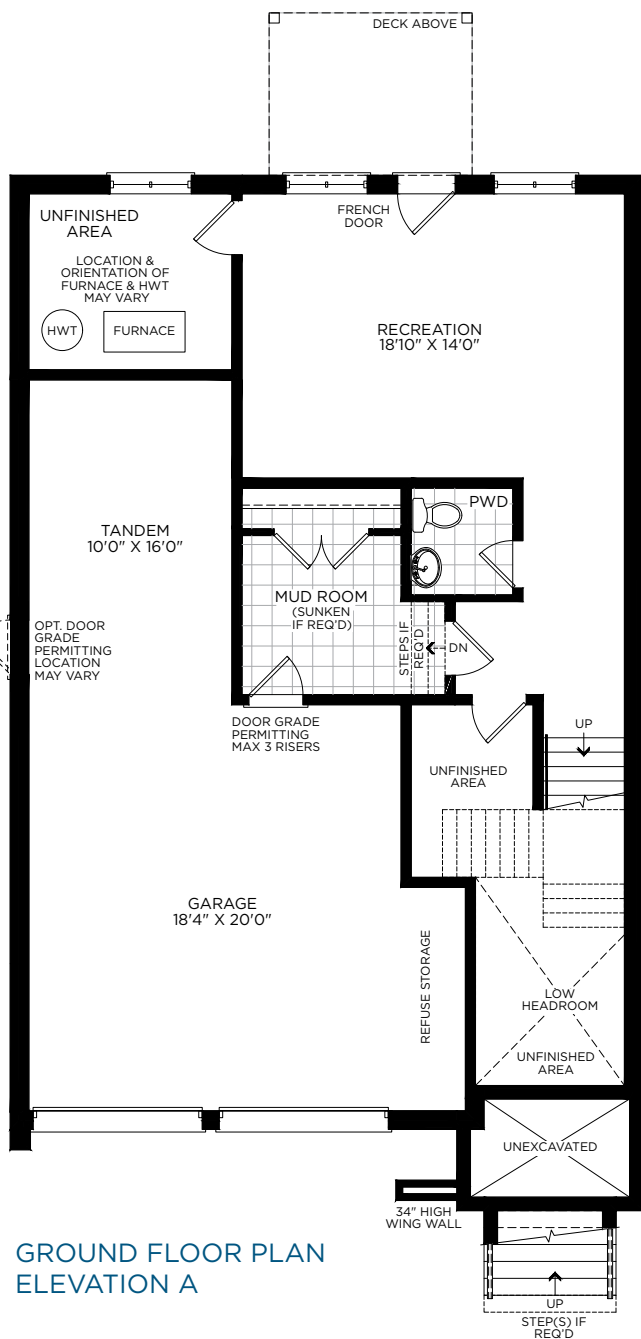 DECK ABOVE
UNFINISHED
AREA
LOCATION &
ORIENTATION OF
FURNACE & HWT
MAY VARY
HWT
FURNACE
FRENCH
DOOR
RECREATION
18'10" X 14'0"
TANDEM
10'0" X 16'0"
PWD
MUD ROOM
(SUNKEN
IF REQ'D)
STEPS IF
REQ'D
DN
OPT. DOOR
GRADE
PERMITTING
LOCATION
MAY VARY
DOOR GRADE
PERMITTING
MAX 3 RISERS
UP
UNFINISHED
AREA
GARAGE
18'4" X 20'0"
REFUSE STORAGE
LOW
HEADROOM
UNFINISHED
AREA
UNEXCAVATED
34" HIGH
WING WALL
UP
STEP(S) IF
REQ'D
GROUND FLOOR PLAN
ELEVATION A